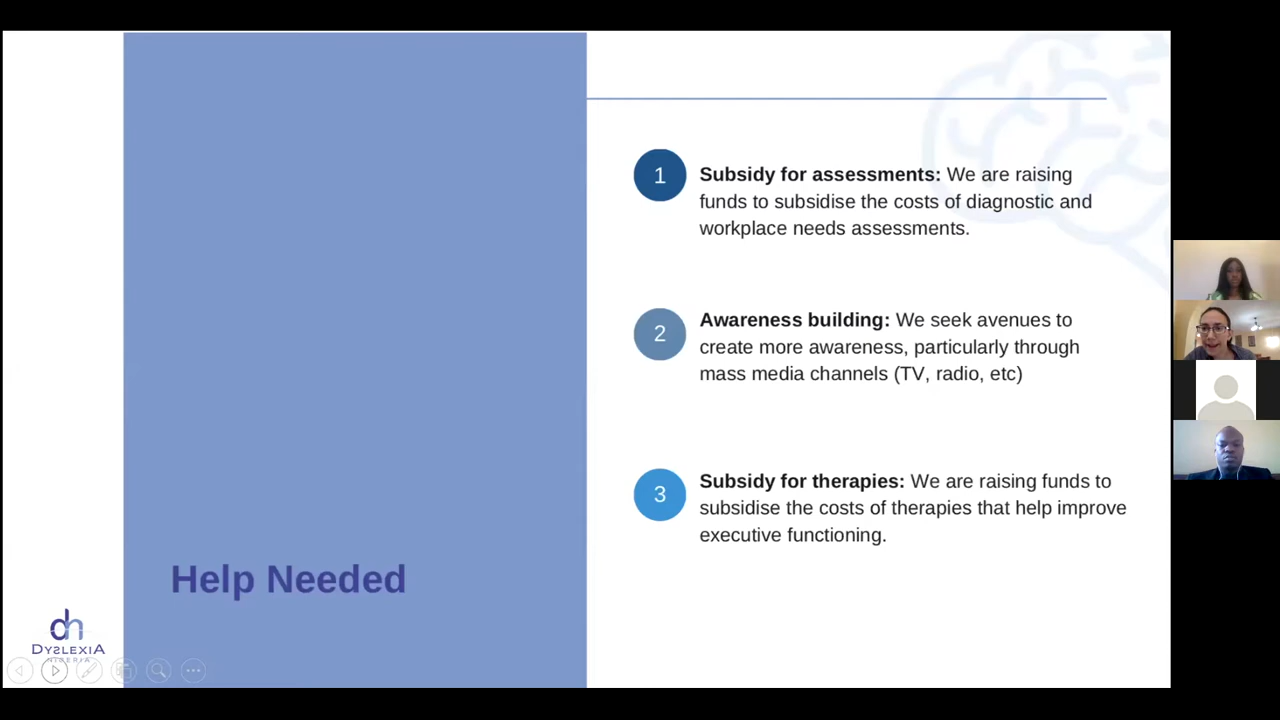 1
Subsidy for assessments: We are raising
funds to subsidise the costs of diagnostic and
workplace needs assessments.
2
Awareness building: We seek avenues to
create more awareness, particularly through
mass media channels (TV, radio, etc)
3
Subsidy for therapies: We are raising funds to
subsidise the costs of therapies that help improve
executive functioning.
Help Needed
dn
DYSLEXIA
NIGERIA